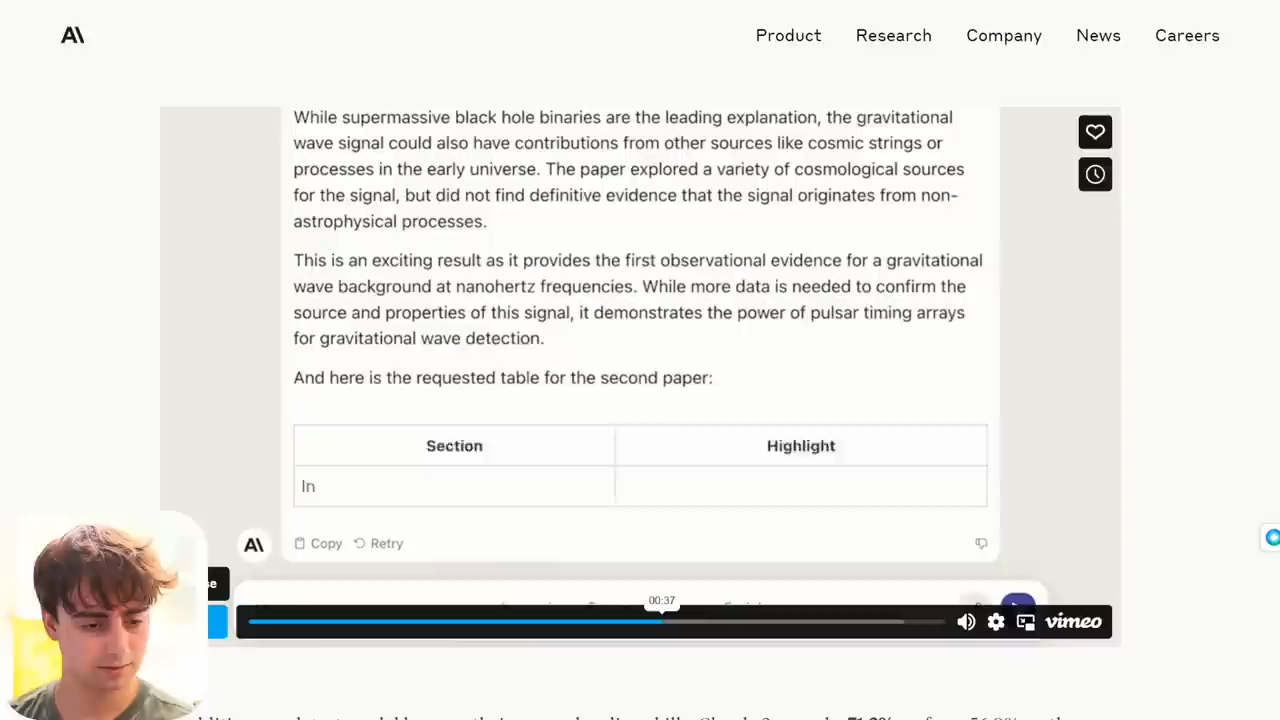 Product Research Company News Careers
While supermassive black hole binaries are the leading explanation, the gravitational
wave signal could also have contributions from other sources like cosmic strings or
processes in the early universe. The paper explored a variety of cosmological sources
for the signal, but did not find definitive evidence that the signal originates from non-
astrophysical processes.
This is an exciting result as it provides the first observational evidence for a gravitational
wave background at nanohertz frequencies. While more data is needed to confirm the
source and properties of this signal, it demonstrates the power of pulsar timing arrays
for gravitational wave detection.
And here is the requested table for the second paper:
Section Highlight
In
Copy Retry
00:37
vimeo